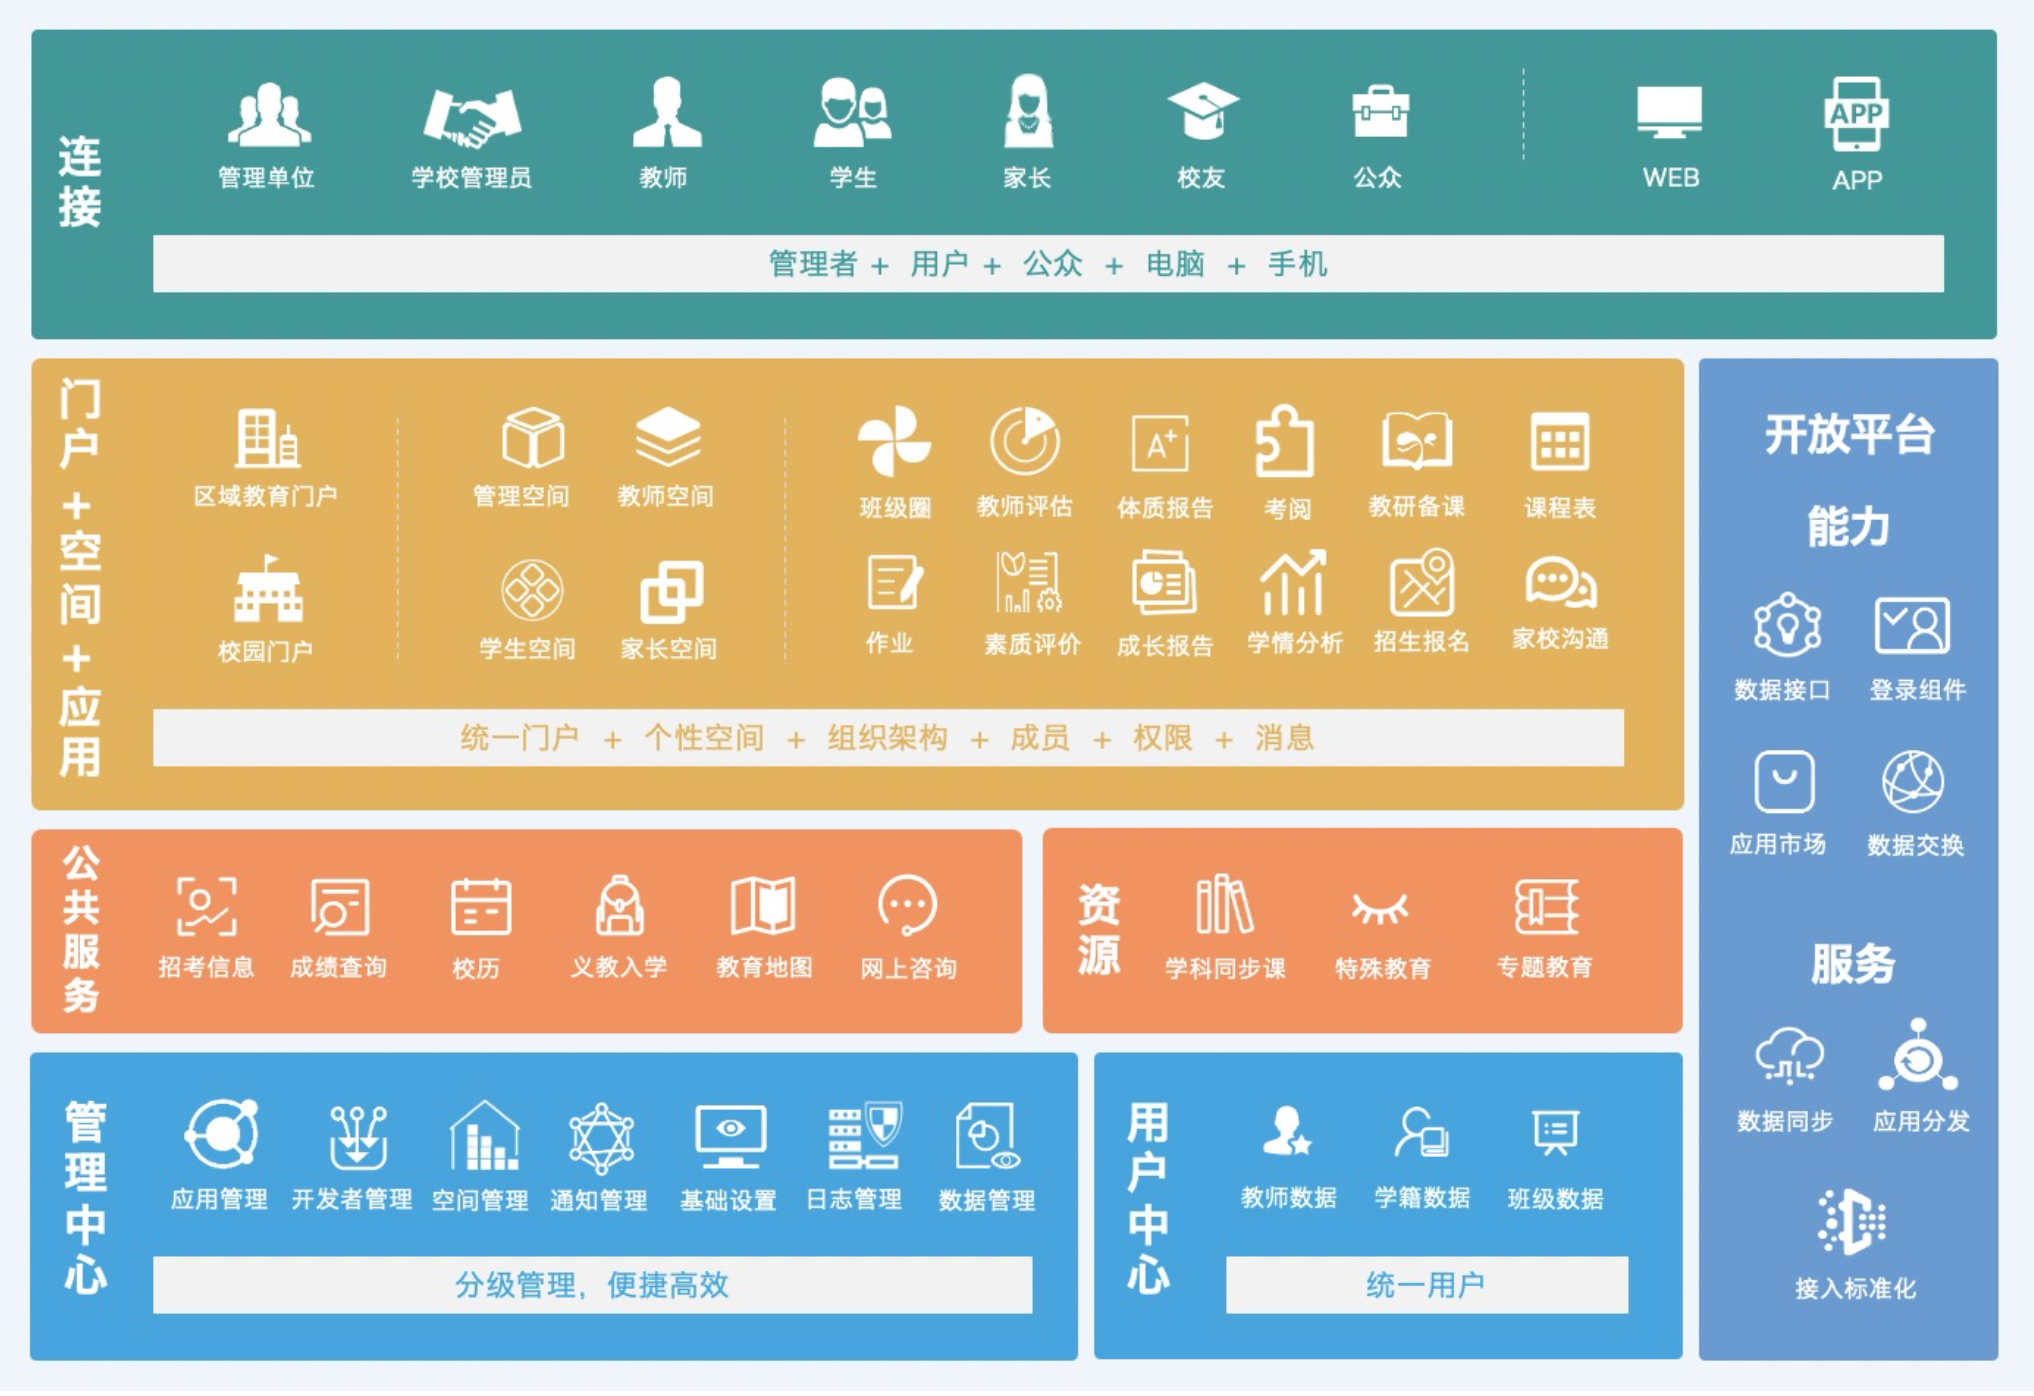 连接
管理单位
学校管理员
教师
学生
家长
校友
公众
WEB
APP
APP
管理者 + 用户 + 公众 + 电脑 + 手机
门户+空间+应用
区域教育门户
校园门户
管理空间
教师空间
学生空间
家长空间
班级圈
教师评估
A+
体质报告
考阅
教研备课
课程表
作业
素质评价
成长报告
学情分析
招生报名
家校沟通
统一门户 + 个性空间 + 组织架构 + 成员 + 权限 + 消息
公共服务
招考信息
成绩查询
校历
义教入学
教育地图
网上咨询
资源
学科同步课
特殊教育
专题教育
管理中心
应用管理
开发者管理
空间管理
通知管理
基础设置
日志管理
数据管理
分级管理，便捷高效
用户中心
教师数据
学籍数据
班级数据
统一用户
开放平台
能力
数据接口
登录组件
应用市场
数据交换
服务
数据同步
应用分发
接入标准化